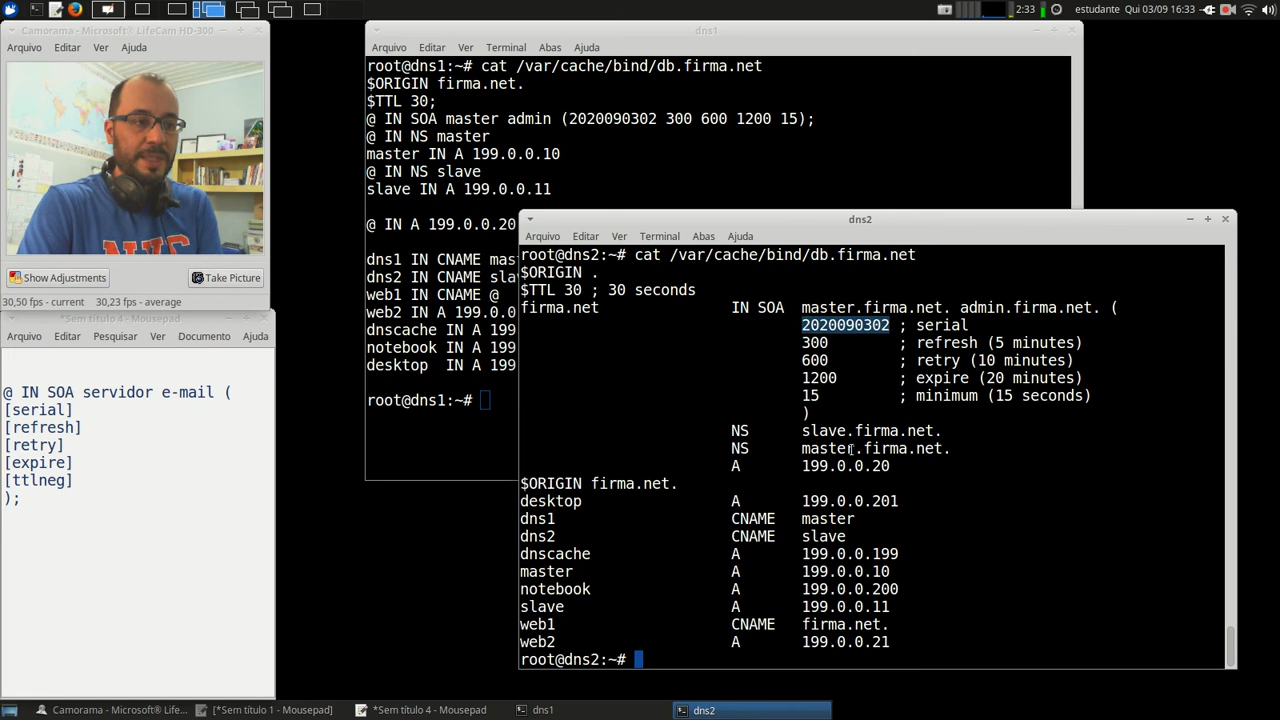 2:33 estudante Qui 03/09 16:33
Camorama - Microsoft® LifeCam HD-300
Arquivo Editar Ver Ajuda
Show Adjustments Take Picture
30,50 fps - current 30,23 fps - average
*Sem título 4 - Mousepad
Arquivo Editar Pesquisar Ver Documento Ajuda
@ IN SOA servidor e-mail (
[serial]
[refresh]
[retry]
[expire]
[ttlneg]
);
dns1
Arquivo Editar Ver Terminal Abas Ajuda
root@dns1:~# cat /var/cache/bind/db.firma.net
$ORIGIN firma.net.
$TTL 30;
@ IN SOA master admin (2020090302 300 600 1200 15);
@ IN NS master
master IN A 199.0.0.10
@ IN NS slave
slave IN A 199.0.0.11
@ IN A 199.0.0.20
dns1 IN CNAME mas
dns2 IN CNAME sla
web1 IN CNAME @
web2 IN A 199.0.0
dnscache IN A 199
notebook IN A 199
desktop  IN A 199
root@dns1:~#
dns2
Arquivo Editar Ver Terminal Abas Ajuda
root@dns2:~# cat /var/cache/bind/db.firma.net
$ORIGIN .
$TTL 30 ; 30 seconds
firma.net IN SOA master.firma.net. admin.firma.net. (
2020090302 ; serial
300 ; refresh (5 minutes)
600 ; retry (10 minutes)
1200 ; expire (20 minutes)
15 ; minimum (15 seconds)
)
NS slave.firma.net.
NS master.firma.net.
A 199.0.0.20
$ORIGIN firma.net.
desktop A 199.0.0.201
dns1 CNAME master
dns2 CNAME slave
dnscache A 199.0.0.199
master A 199.0.0.10
notebook A 199.0.0.200
slave A 199.0.0.11
web1 CNAME firma.net.
web2 A 199.0.0.21
root@dns2:~#
Camorama - Microsoft® LifeC... [*Sem título 1 - Mousepad] *Sem título 4 - Mousepad dns1 dns2